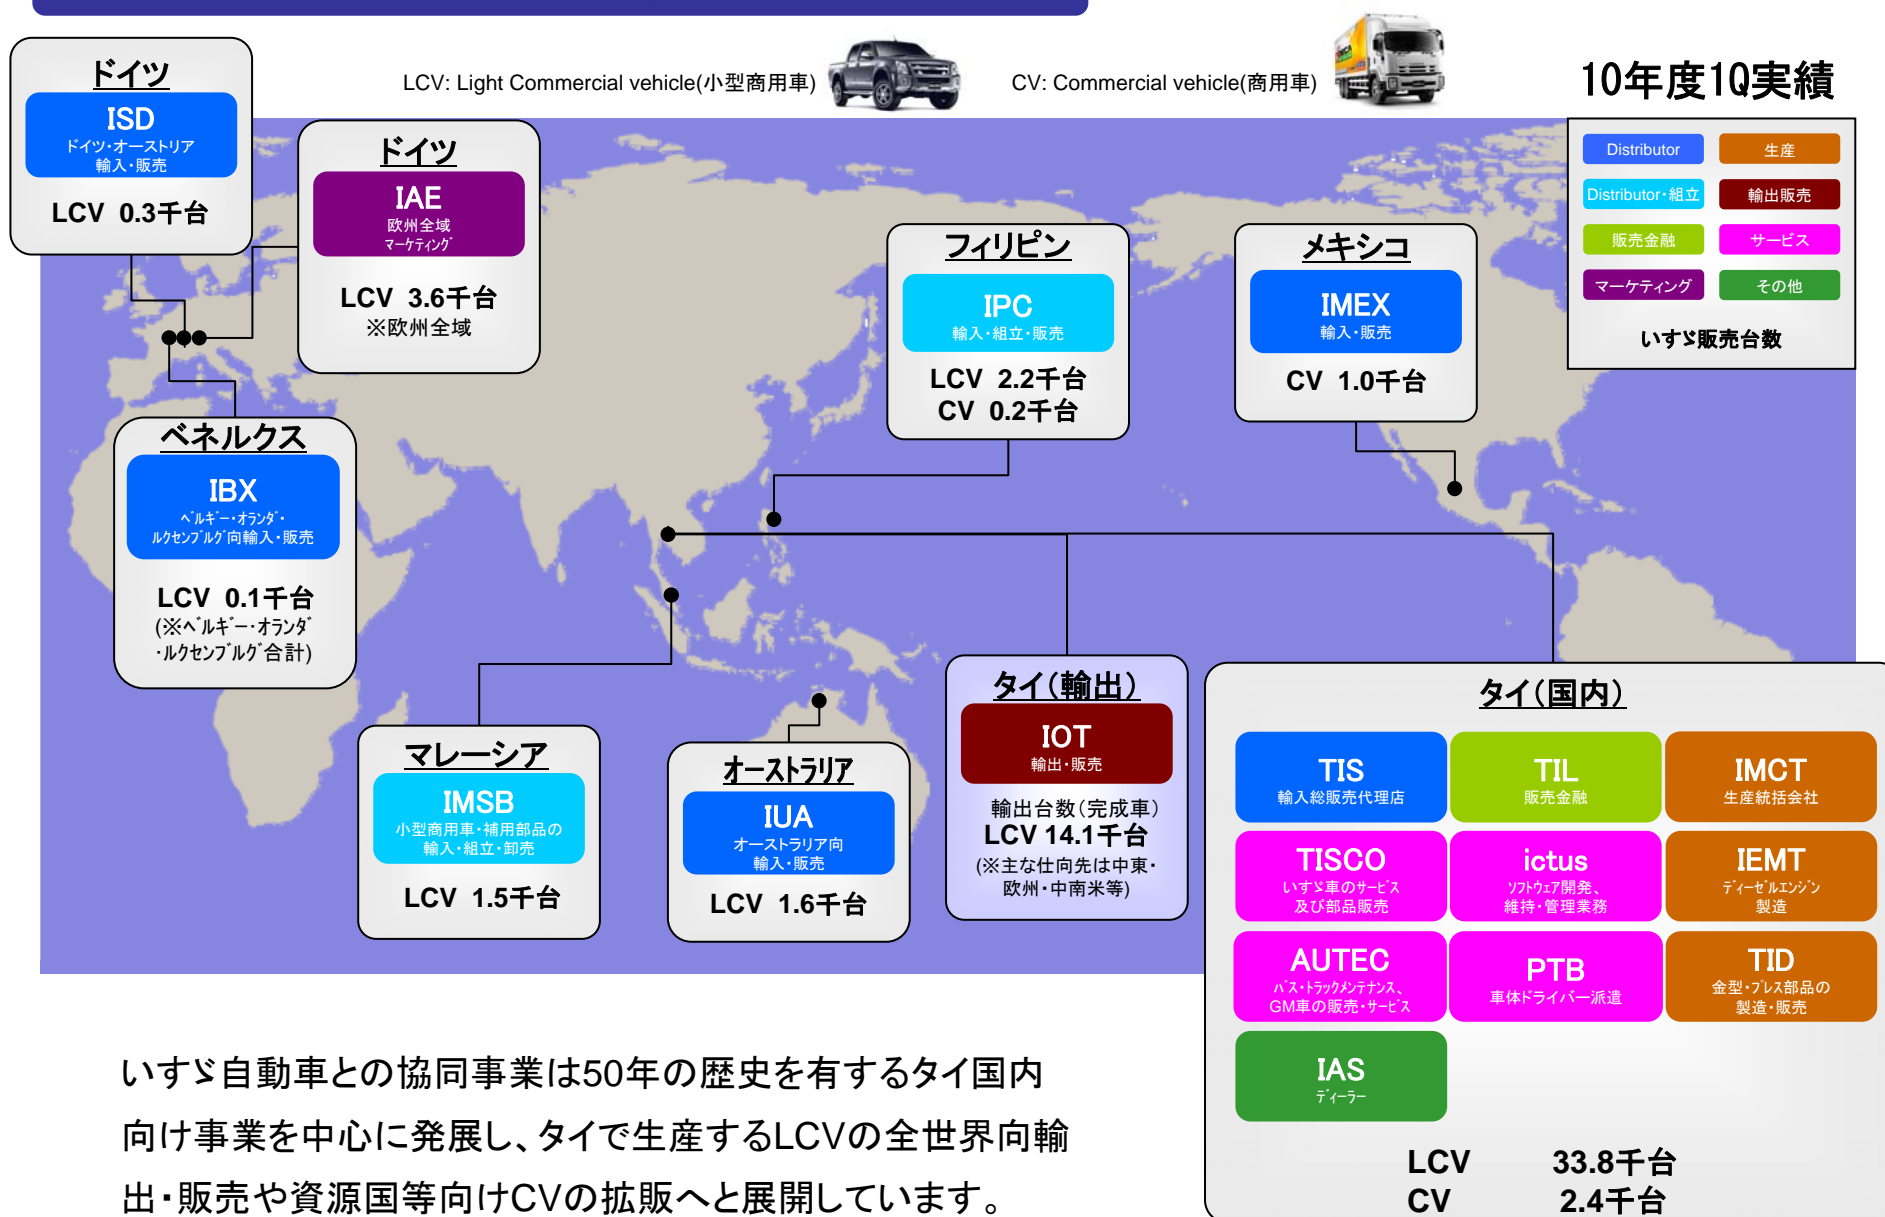 LCV: Light Commercial vehicle(小型商用車)
CV: Commercial vehicle(商用車)
10年度1Q実績
Distributor
生産
Distributor・組立
輸出販売
販売金融
サービス
マーケティング
その他
いすゞ販売台数
ドイツ
ISD
ドイツ・オーストリア
輸入・販売
LCV 0.3千台
ドイツ
IAE
欧州全域
マーケティング
LCV 3.6千台
※欧州全域
フィリピン
IPC
輸入・組立・販売
LCV 2.2千台
CV 0.2千台
メキシコ
IMEX
輸入・販売
CV 1.0千台
ベネルクス
IBX
ベルギー・オランダ・
ルクセンブルグ向輸入・販売
LCV 0.1千台
(※ベルギー・オランダ
・ルクセンブルグ合計)
マレーシア
IMSB
小型商用車・補用部品の
輸入・組立・卸売
LCV 1.5千台
オーストラリア
IUA
オーストラリア向
輸入・販売
LCV 1.6千台
タイ(輸出)
IOT
輸出・販売
輸出台数(完成車)
LCV 14.1千台
(※主な仕向先は中東・
欧州・中南米等)
タイ(国内)
TIS
輸入総販売代理店
TIL
販売金融
IMCT
生産統括会社
TISCO
いすゞ車のサービス
及び部品販売
ictus
ソフトウェア開発、
維持・管理業務
IEMT
ディーゼルエンジン
製造
AUTEC
バス・トラックメンテナンス、
GM車の販売・サービス
PTB
車体ドライバー派遣
TID
金型・プレス部品の
製造・販売
IAS
ディーラー
LCV 33.8千台
CV 2.4千台
いすゞ自動車との協同事業は50年の歴史を有するタイ国内
向け事業を中心に発展し、タイで生産するLCVの全世界向輸
出・販売や資源国等向けCVの拡販へと展開しています。